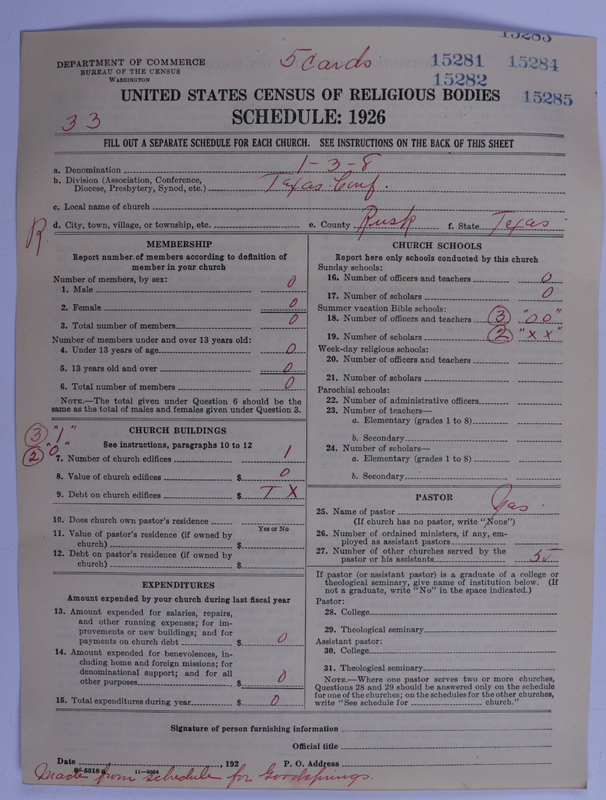 15283
DEPARTMENT OF COMMERCE 5 Cards 15281 15284
BUREAU OF THE CENSUS 15282
WASHINGTON
UNITED STATES CENSUS OF RELIGIOUS BODIES 15285
33 SCHEDULE: 1926
FILL OUT A SEPARATE SCHEDULE FOR EACH CHURCH. SEE INSTRUCTIONS ON THE BACK OF THIS SHEET
a. Denomination 1-3-8
b. Division (Association, Conference, Diocese, Presbytery, Synod, etc.) Texas Conf.
c. Local name of church
R
d. City, town, village, or township, etc. e. County Rusk f. State Texas
MEMBERSHIP
Report number of members according to definition of
member in your church
Number of members, by sex:
1. Male 0
2. Female 0
3. Total number of members 0
Number of members under and over 13 years old:
4. Under 13 years of age 0
5. 13 years old and over 0
6. Total number of members 0
NOTE.—The total given under Question 6 should be
same as the total of males and females given under Question 3.
CHURCH BUILDINGS
③ "1"
See instructions, paragraphs 10 to 12
② "0"
7. Number of church edifices 1
8. Value of church edifices $ 0
9. Debt on church edifices $ T X
10. Does church own pastor's residence
Yes or No
11. Value of pastor's residence (if owned by
church) $
12. Debt on pastor's residence (if owned by
church) $
EXPENDITURES
Amount expended by your church during last fiscal year
13. Amount expended for salaries, repairs,
and other running expenses; for im-
provements or new buildings; and for
payments on church debt $ 0
14. Amount expended for benevolences, in-
cluding home and foreign missions; for
denominational support; and for all
other purposes $ 0
15. Total expenditures during year $ 0
CHURCH SCHOOLS
Report here only schools conducted by this church
Sunday schools:
16. Number of officers and teachers 0
17. Number of scholars 0
Summer vacation Bible schools:
18. Number of officers and teachers ③ "00"
19. Number of scholars ② "XX"
Week-day religious schools:
20. Number of officers and teachers
21. Number of scholars
Parochial schools:
22. Number of administrative officers
23. Number of teachers—
a. Elementary (grades 1 to 8)
b. Secondary
24. Number of scholars—
a. Elementary (grades 1 to 8)
b. Secondary
PASTOR
25. Name of pastor
(If church has no pastor, write "None")
26. Number of ordained ministers, if any, em-
ployed as assistant pastors
27. Number of other churches served by the
pastor or his assistants 5
If pastor (or assistant pastor) is a graduate of a college or
theological seminary, give name of institution below. (If
not a graduate, write "No" in the space indicated.)
Pastor:
28. College
29. Theological seminary
Assistant pastor:
30. College
31. Theological seminary
NOTE.—Where one pastor serves two or more churches,
Questions 28 and 29 should be answered only on the schedule
for one of the churches; on the schedules for the other churches,
write "See schedule for church."
Signature of person furnishing information
Official title
Date , 192 P. O. Address
Made from schedule for Goodsprings.